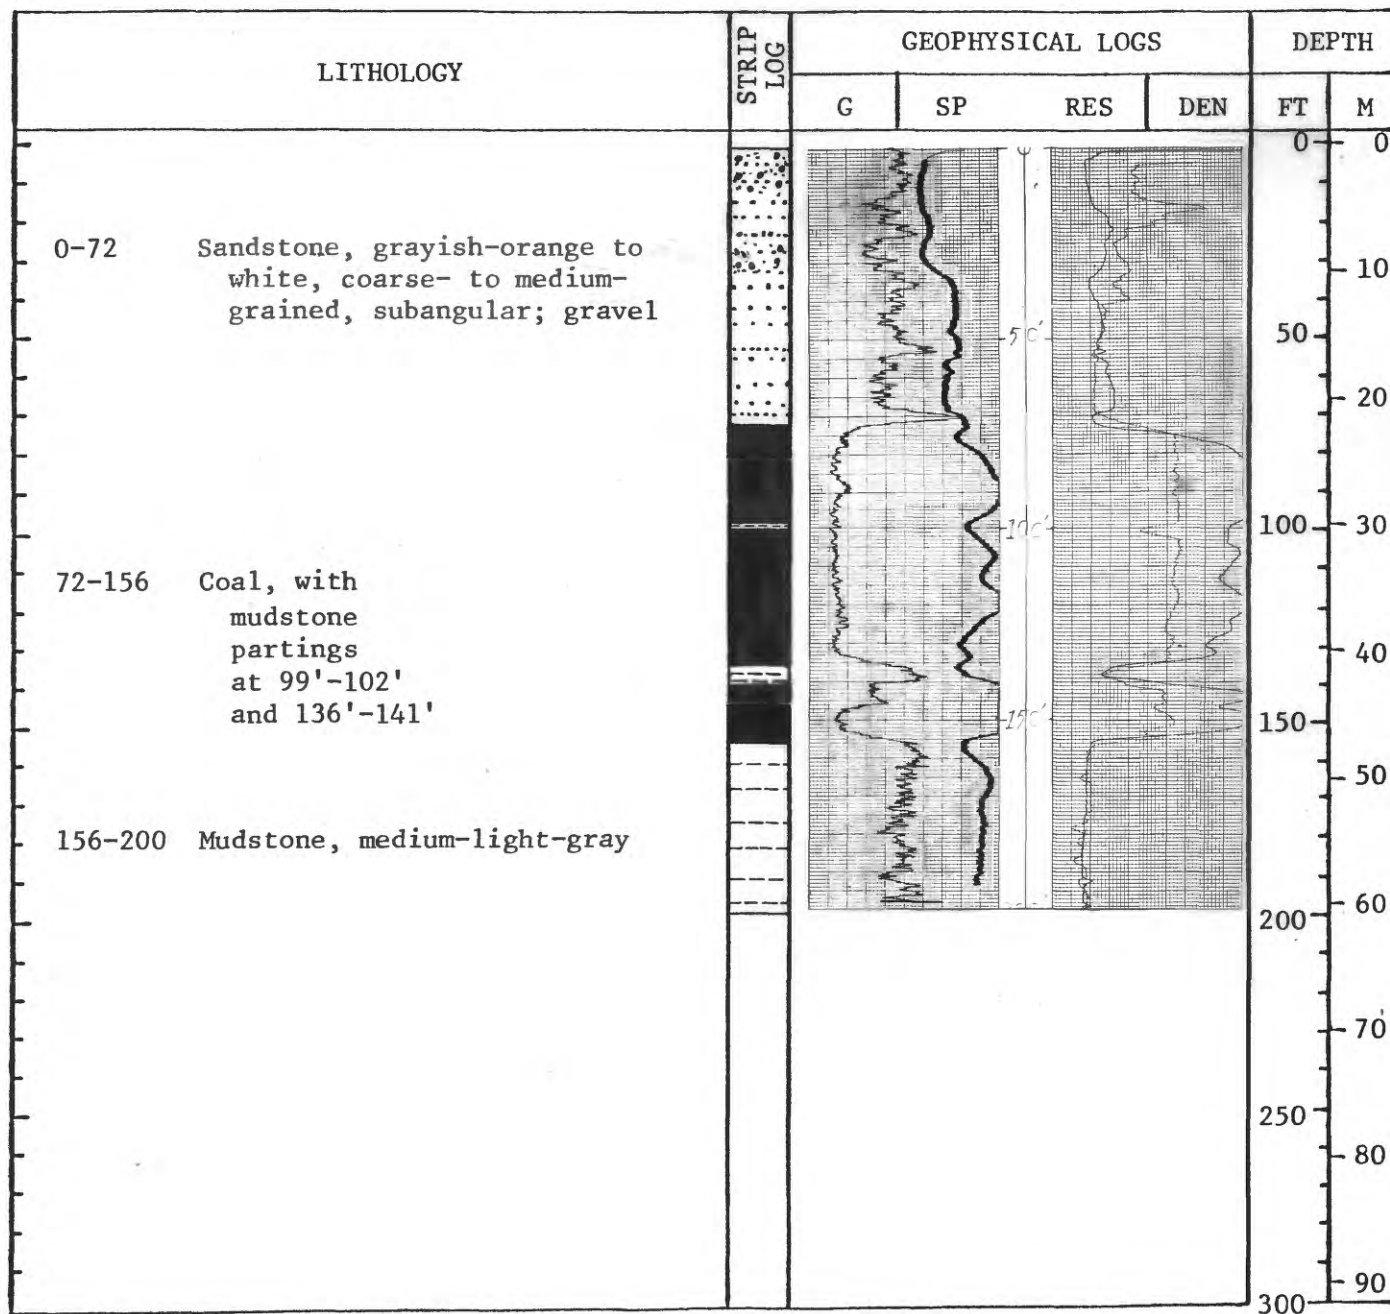 LITHOLOGY
STRIP LOG
GEOPHYSICAL LOGS
DEPTH
G SP RES DEN FT M
0 0
0-72 Sandstone, grayish-orange to
white, coarse- to medium-
grained, subangular; gravel
10
50'
50
20
100'
100 30
72-156 Coal, with
mudstone
partings
at 99'-102'
and 136'-141'
40
150'
150
50
156-200 Mudstone, medium-light-gray
60
200
70
250
80
90
300